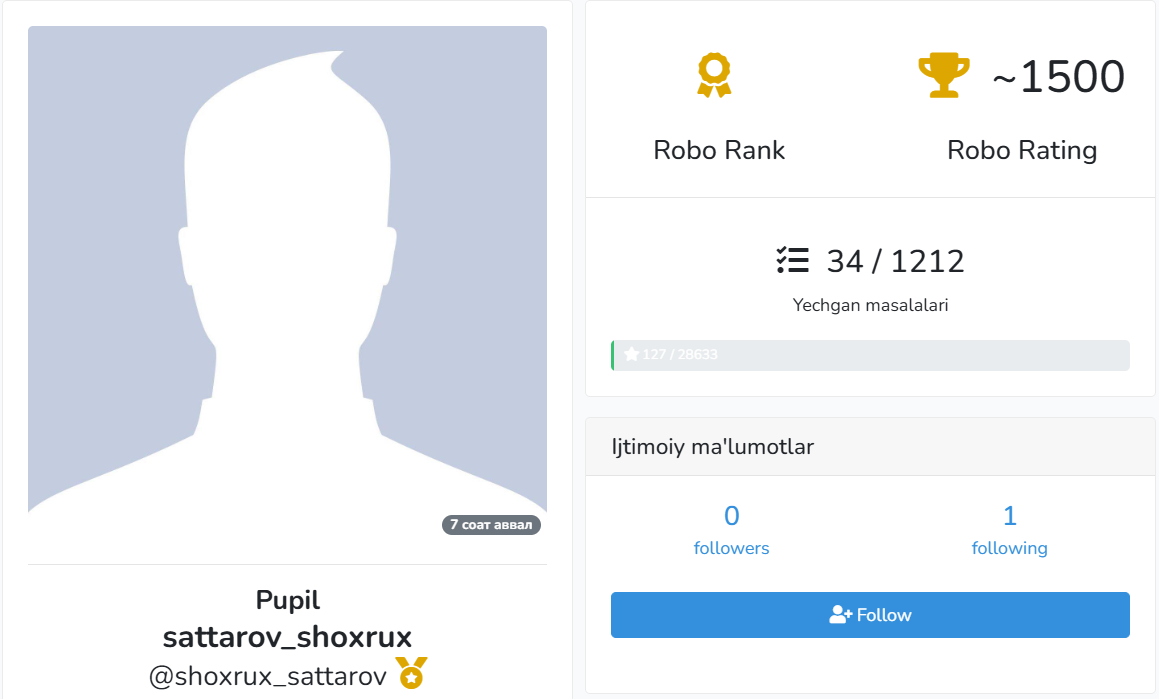 7 соат аввал
Pupil
sattarov_shoxrux
@shoxrux_sattarov
~1500
Robo Rank
Robo Rating
34 / 1212
Yechgan masalalari
127 / 28633
Ijtimoiy ma'lumotlar
0
followers
1
following
Follow